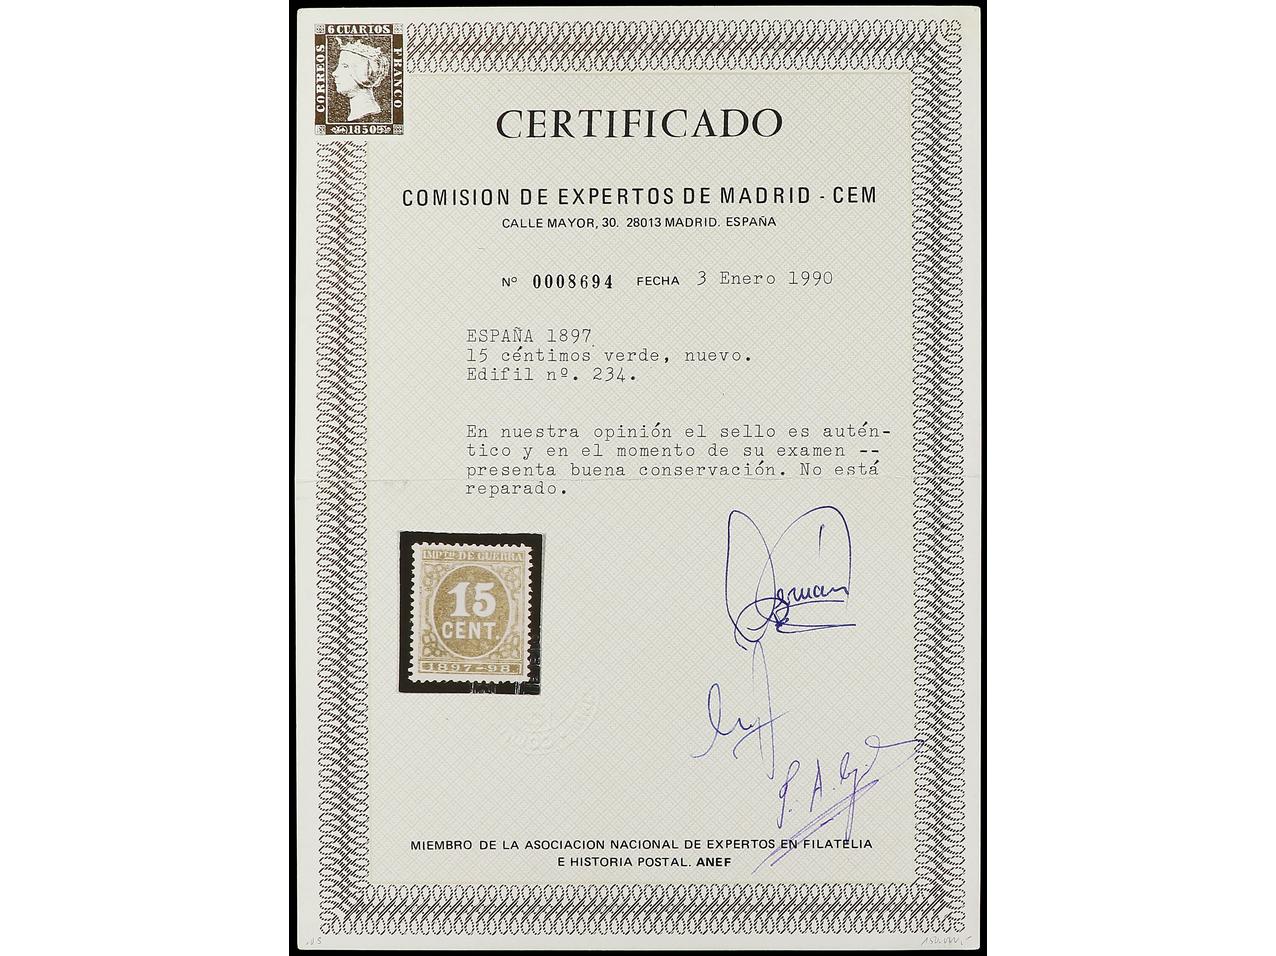 6 CUARTOS
CORREOS
FRANCO
1850
CERTIFICADO
COMISION DE EXPERTOS DE MADRID - CEM
CALLE MAYOR, 30. 28013 MADRID. ESPAÑA
Nº 0008694 FECHA 3 Enero 1990
ESPAÑA 1897
15 céntimos verde, nuevo.
Edifil nº. 234.
En nuestra opinión el sello es autén-
tico y en el momento de su examen --
presenta buena conservación. No está
reparado.
IMPTO DE GUERRA
15
CENT.
1897-98
MIEMBRO DE LA ASOCIACION NACIONAL DE EXPERTOS EN FILATELIA
E HISTORIA POSTAL. ANEF